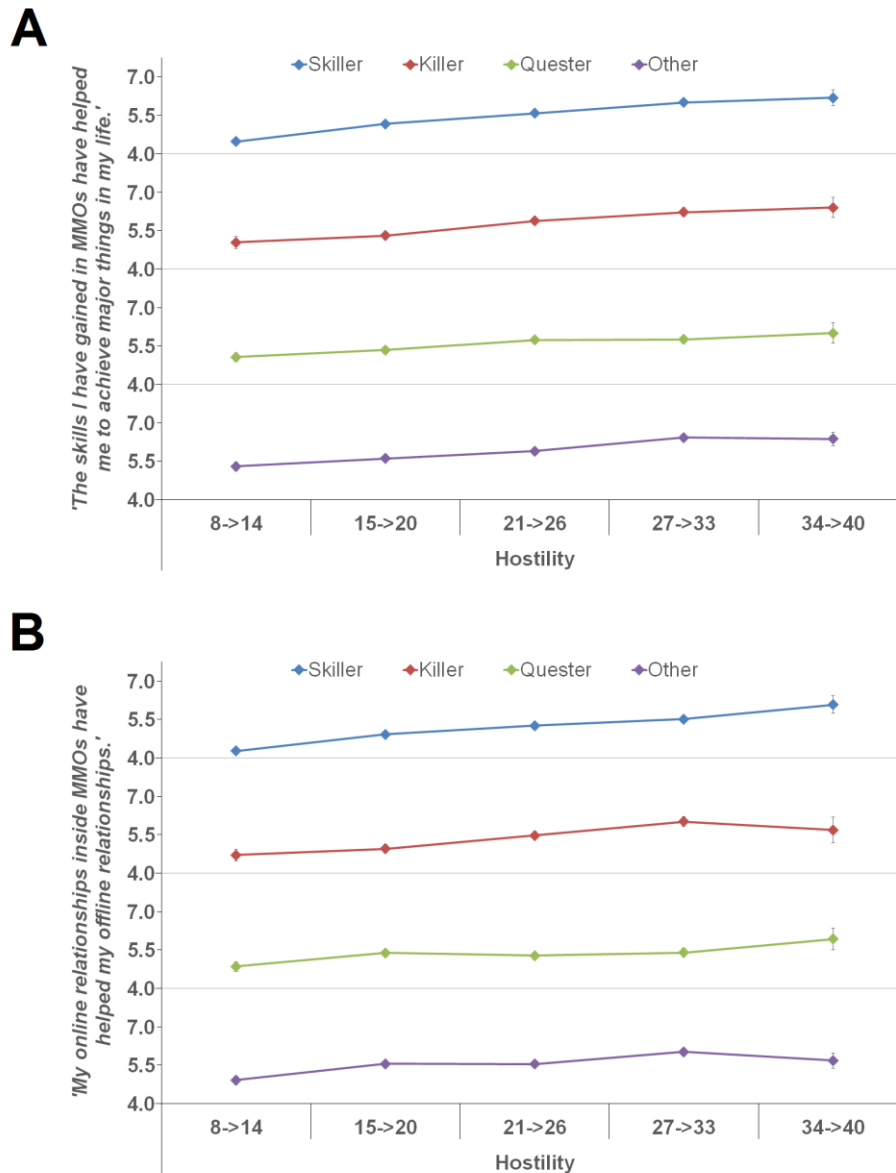 A
Skiller Killer Quester Other
'The skills I have gained in MMOs have helped
me to achieve major things in my life.'
7.0
5.5
4.0
7.0
5.5
4.0
7.0
5.5
4.0
7.0
5.5
4.0
8->14 15->20 21->26 27->33 34->40
Hostility
B
Skiller Killer Quester Other
'My online relationships inside MMOs have
helped my offline relationships.'
7.0
5.5
4.0
7.0
5.5
4.0
7.0
5.5
4.0
7.0
5.5
4.0
8->14 15->20 21->26 27->33 34->40
Hostility